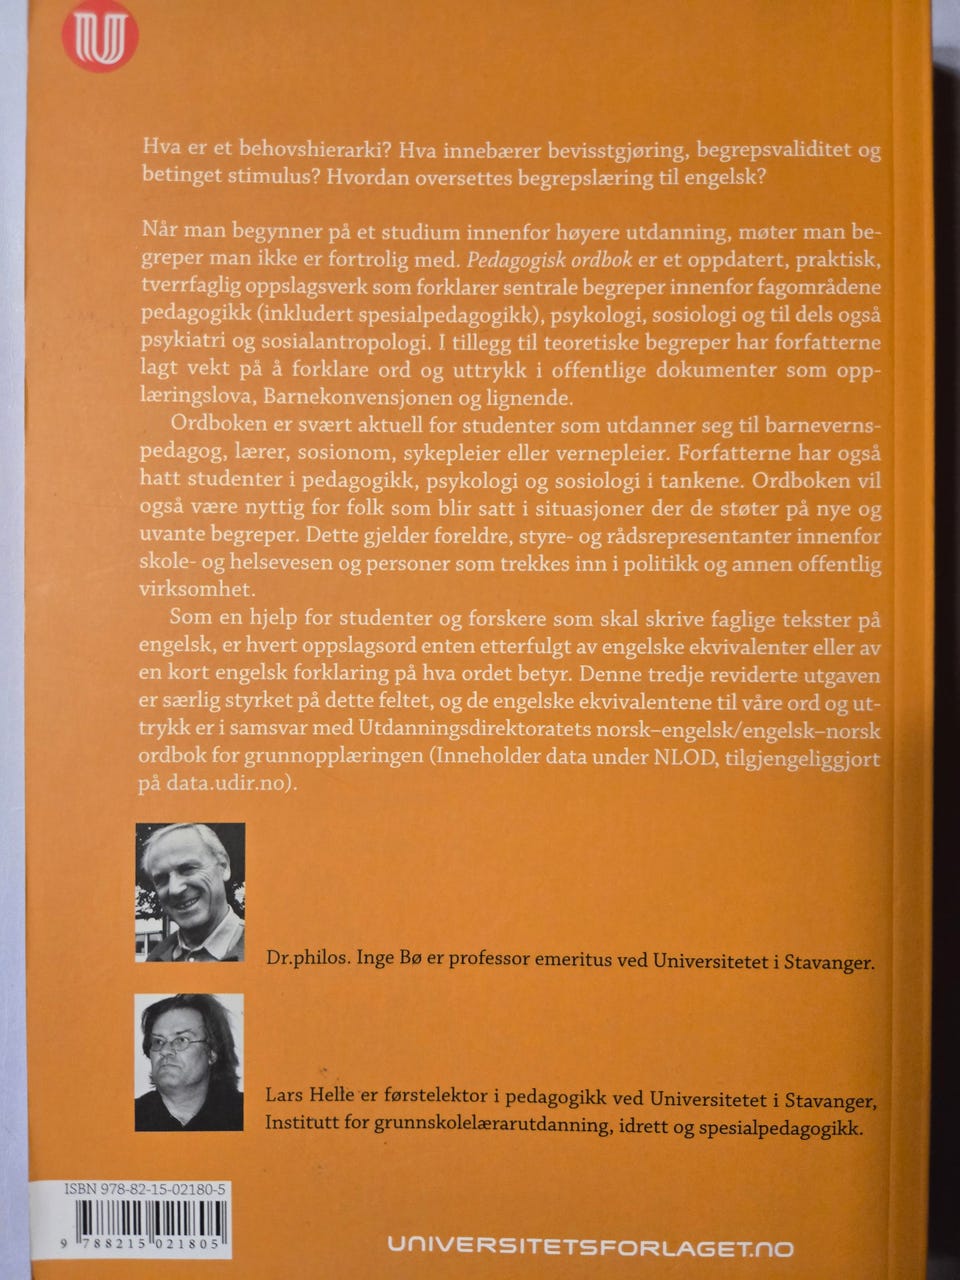 U
Hva er et behovshierarki? Hva innebærer bevisstgjøring, begrepsvaliditet og
betinget stimulus? Hvordan oversettes begrepslæring til engelsk?
Når man begynner på et studium innenfor høyere utdanning, møter man be-
greper man ikke er fortrolig med. Pedagogisk ordbok er et oppdatert, praktisk,
tverrfaglig oppslagsverk som forklarer sentrale begreper innenfor fagområdene
pedagogikk (inkludert spesialpedagogikk), psykologi, sosiologi og til dels også
psykiatri og sosialantropologi. I tillegg til teoretiske begreper har forfatterne
lagt vekt på å forklare ord og uttrykk i offentlige dokumenter som opp-
læringslova, Barnekonvensjonen og lignende.
Ordboken er svært aktuell for studenter som utdanner seg til barneverns-
pedagog, lærer, sosionom, sykepleier eller vernepleier. Forfatterne har også
hatt studenter i pedagogikk, psykologi og sosiologi i tankene. Ordboken vil
også være nyttig for folk som blir satt i situasjoner der de støter på nye og
uvante begreper. Dette gjelder foreldre, styre- og rådsrepresentanter innenfor
skole- og helsevesen og personer som trekkes inn i politikk og annen offentlig
virksomhet.
Som en hjelp for studenter og forskere som skal skrive faglige tekster på
engelsk, er hvert oppslagsord enten etterfulgt av engelske ekvivalenter eller av
en kort engelsk forklaring på hva ordet betyr. Denne tredje reviderte utgaven
er særlig styrket på dette feltet, og de engelske ekvivalentene til våre ord og ut-
trykk er i samsvar med Utdanningsdirektoratets norsk–engelsk/engelsk–norsk
ordbok for grunnopplæringen (Inneholder data under NLOD, tilgjengeliggjort
på data.udir.no).
Dr.philos. Inge Bø er professor emeritus ved Universitetet i Stavanger.
Lars Helle er førstelektor i pedagogikk ved Universitetet i Stavanger,
Institutt for grunnskolelærarutdanning, idrett og spesialpedagogikk.
ISBN 978-82-15-02180-5
9 788215 021805
UNIVERSITETSFORLAGET.NO